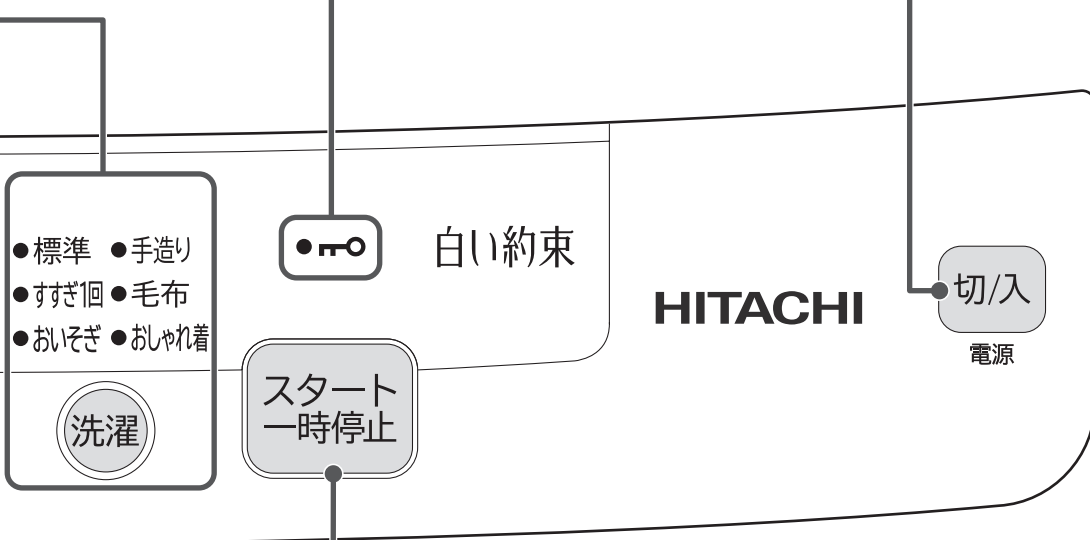 ●標準 ●手造り
●すすぎ1回 ●毛布
●おいそぎ ●おしゃれ着
洗濯
白い約束
スタート
一時停止
HITACHI
切/入
電源